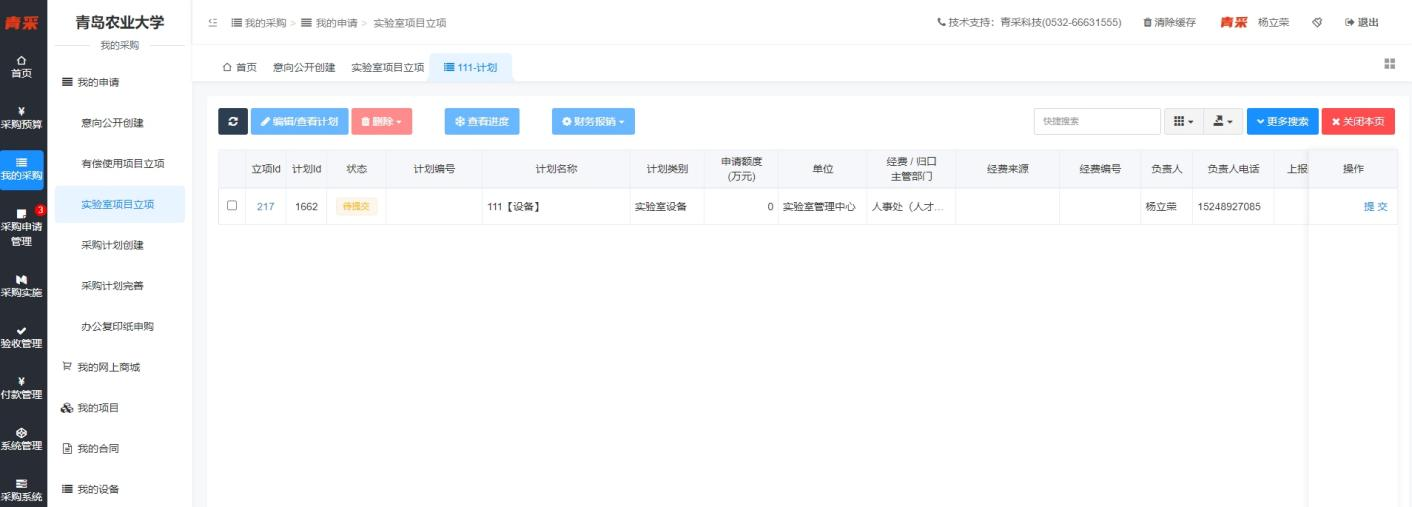 青采
首页
¥
采购预算
我的采购
3
采购申请
管理
采购实施
验收管理
¥
付款管理
系统管理
采购系统
青岛农业大学
我的采购
我的申请
意向公开创建
有偿使用项目立项
实验室项目立项
采购计划创建
采购计划完善
办公复印纸申购
我的网上商城
我的项目
我的合同
我的设备
我的采购 > 我的申请 > 实验室项目立项
技术支持：青采科技(0532-66631555) 清除缓存 青采 杨立荣 退出
首页 意向公开创建 实验室项目立项 111-计划
编辑/查看计划 删除 查看进度 财务报销 快捷搜索 更多搜索 关闭本页
立项Id 计划Id 状态 计划编号 计划名称 计划类别 申请额度 (万元) 单位 经费 / 归口 主管部门 经费来源 经费编号 负责人 负责人电话 上报 操作
217 1662 待提交 111【设备】 实验室设备 0 实验室管理中心 人事处（人才... 杨立荣 15248927085 提 交